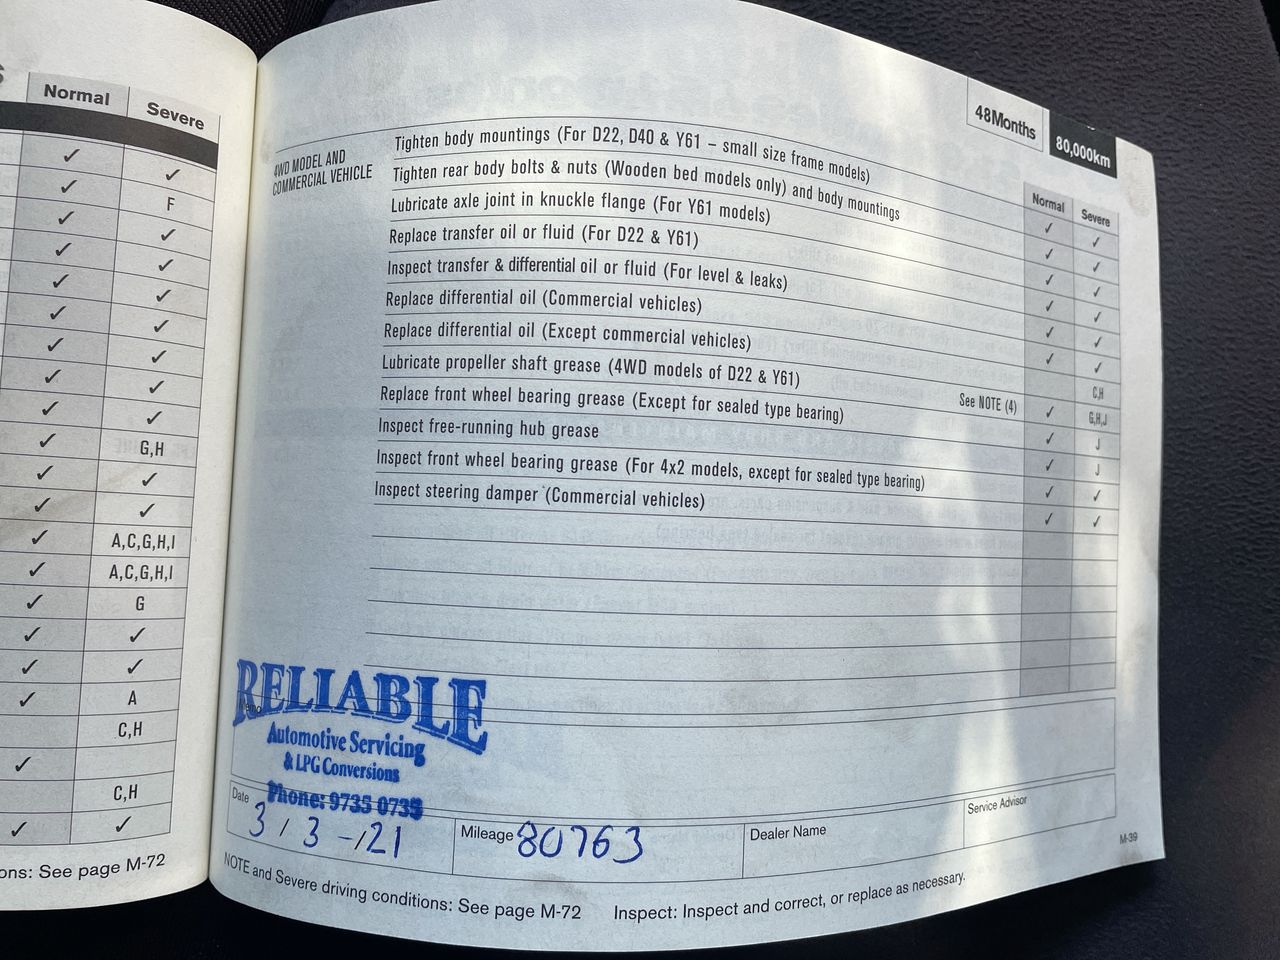 Normal Severe
✓ ✓
✓ F
✓ ✓
✓ ✓
✓ ✓
✓ ✓
✓ ✓
✓ ✓
✓ ✓
✓ G,H
✓ ✓
✓ ✓
✓ A,C,G,H,I
✓ A,C,G,H,I
✓ G
✓ ✓
✓ ✓
✓ A
C,H
✓
C,H
✓ ✓
ons: See page M-72
48Months 80,000km
Normal Severe
4WD MODEL AND
COMMERCIAL VEHICLE
Tighten body mountings (For D22, D40 & Y61 – small size frame models) ✓ ✓
Tighten rear body bolts & nuts (Wooden bed models only) and body mountings ✓ ✓
Lubricate axle joint in knuckle flange (For Y61 models) ✓ ✓
Replace transfer oil or fluid (For D22 & Y61) ✓ ✓
Inspect transfer & differential oil or fluid (For level & leaks) ✓ ✓
Replace differential oil (Commercial vehicles) ✓ ✓
Replace differential oil (Except commercial vehicles) C,H
Lubricate propeller shaft grease (4WD models of D22 & Y61) See NOTE (4) ✓ G,H,J
Replace front wheel bearing grease (Except for sealed type bearing) ✓ J
Inspect free-running hub grease ✓ J
Inspect front wheel bearing grease (For 4x2 models, except for sealed type bearing) ✓ ✓
Inspect steering damper (Commercial vehicles) ✓ ✓
Memo
RELIABLE
Automotive Servicing
& LPG Conversions
Phone: 9735 0739
Date 3 / 3 -/21
Mileage 80763
Dealer Name
Service Advisor
M-39
NOTE and Severe driving conditions: See page M-72 Inspect: Inspect and correct, or replace as necessary.